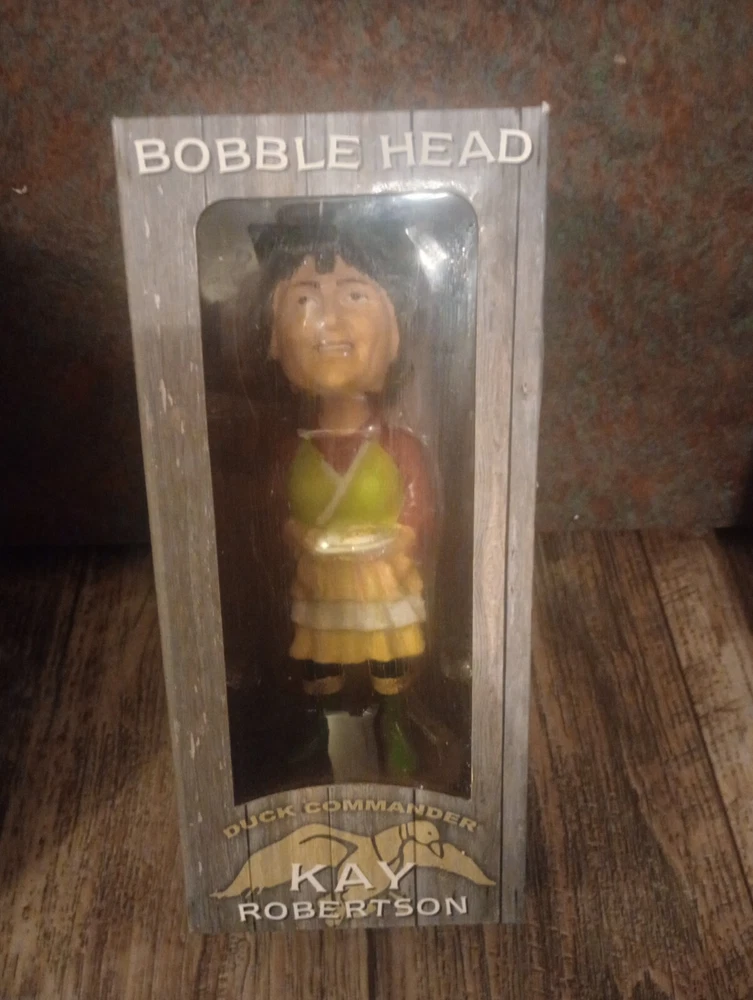 BOBBLE HEAD
DUCK COMMANDER
KAY
ROBERTSON